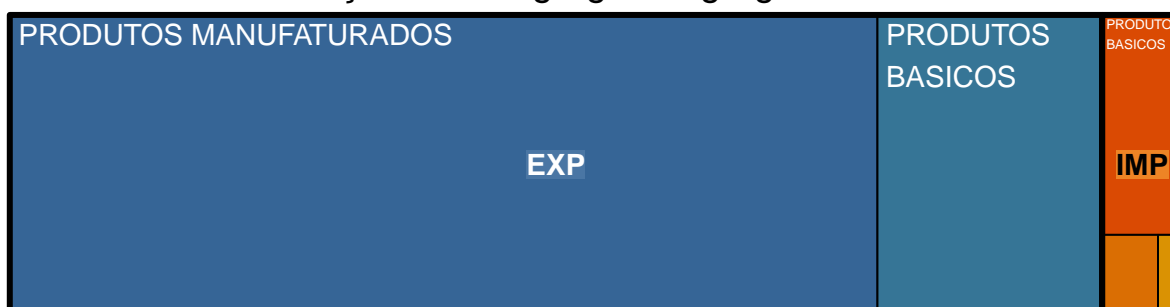 PRODUTOS MANUFATURADOS
PRODUTOS
BASICOS
EXP
PRODUTO
BASICOS
IMP